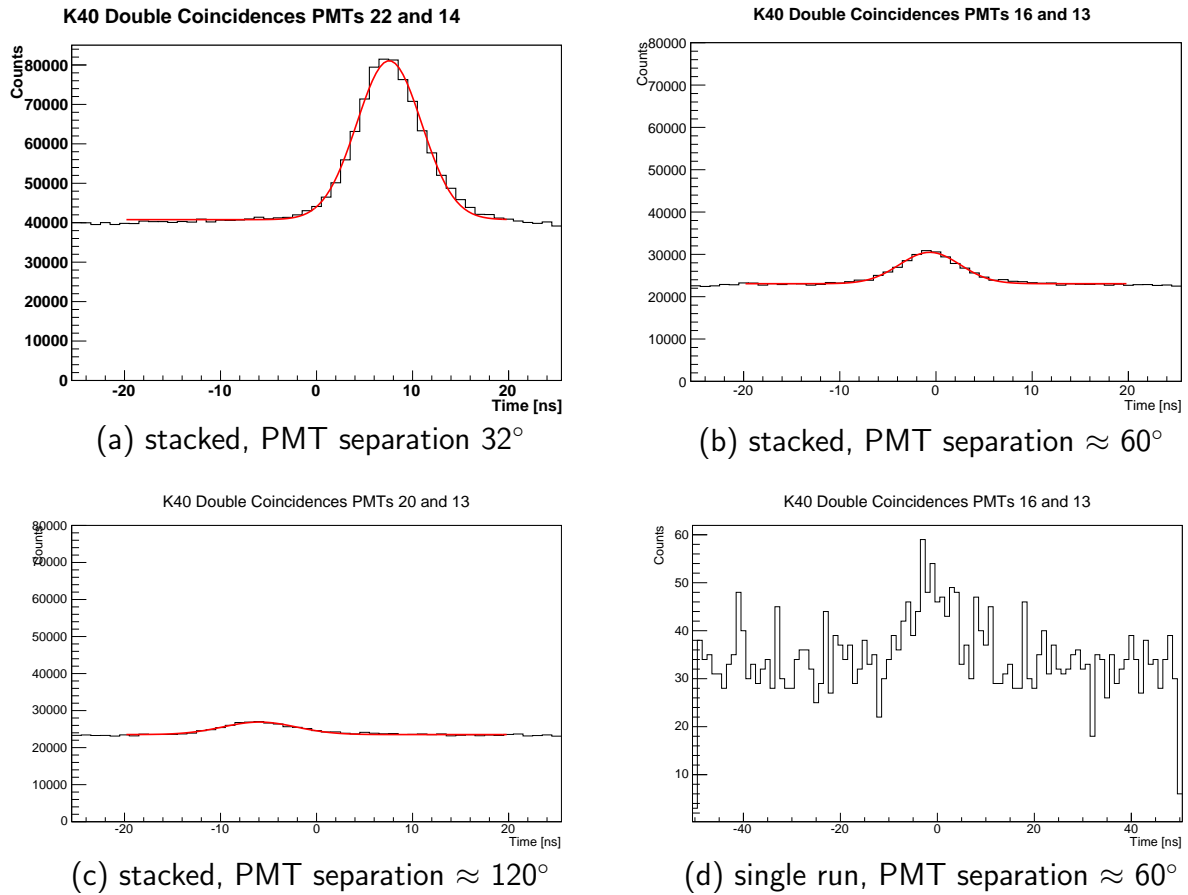 K40 Double Coincidences PMTs 22 and 14
Counts
80000
70000
60000
50000
40000
30000
20000
10000
0
-20 -10 0 10 20
Time [ns]
(a) stacked, PMT separation 32°
K40 Double Coincidences PMTs 16 and 13
Counts
80000
70000
60000
50000
40000
30000
20000
10000
0
-20 -10 0 10 20
Time [ns]
(b) stacked, PMT separation ≈ 60°
K40 Double Coincidences PMTs 20 and 13
Counts
80000
70000
60000
50000
40000
30000
20000
10000
0
-20 -10 0 10 20
Time [ns]
(c) stacked, PMT separation ≈ 120°
K40 Double Coincidences PMTs 16 and 13
Counts
60
50
40
30
20
10
-40 -20 0 20 40
Time [ns]
(d) single run, PMT separation ≈ 60°